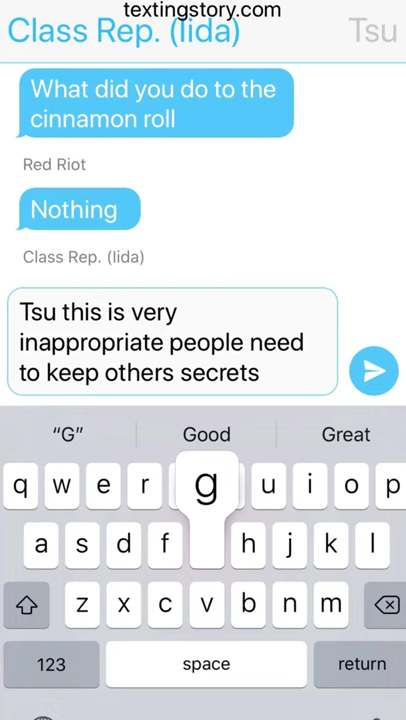 textingstory.com
Class Rep. (Iida) Tsu
What did you do to the
cinnamon roll
Red Riot
Nothing
Class Rep. (Iida)
Tsu this is very
inappropriate people need
to keep others secrets
“G” Good Great
q w e r g u i o p
a s d f h j k l
z x c v b n m
123 space return